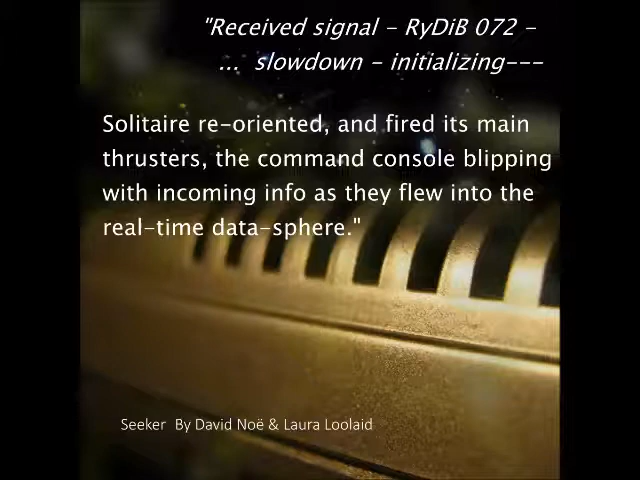 "Received signal - RyDiB 072 -
... slowdown - initializing---
Solitaire re-oriented, and fired its main
thrusters, the command console blipping
with incoming info as they flew into the
real-time data-sphere."
Seeker By David Noë & Laura Loolaid